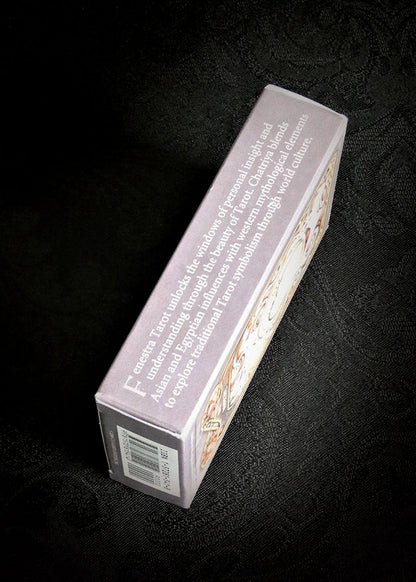 Fenestra Tarot unlocks the windows of personal insight and
understanding through the beauty of Tarot. Chatriya blends
Asian and Egyptian influences with western mythological elements
to explore traditional Tarot symbolism through world culture.